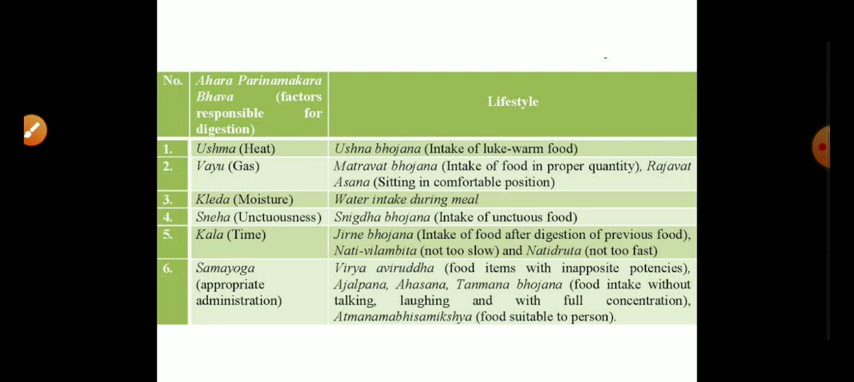 No. Ahara Parinamakara Lifestyle
Bhava (factors
responsible for
digestion)
1. Ushma (Heat) Ushna bhojana (Intake of luke-warm food)
2. Vayu (Gas) Matravat bhojana (Intake of food in proper quantity), Rajavat
Asana (Sitting in comfortable position)
3. Kleda (Moisture) Water intake during meal
4. Sneha (Unctuousness) Snigdha bhojana (Intake of unctuous food)
5. Kala (Time) Jirne bhojana (Intake of food after digestion of previous food),
Nati-vilambita (not too slow) and Natidruta (not too fast)
6. Samayoga Virya aviruddha (food items with inapposite potencies),
(appropriate Ajalpana, Ahasana, Tanmana bhojana (food intake without
administration) talking, laughing and with full concentration),
Atmanamabhisamikshya (food suitable to person).